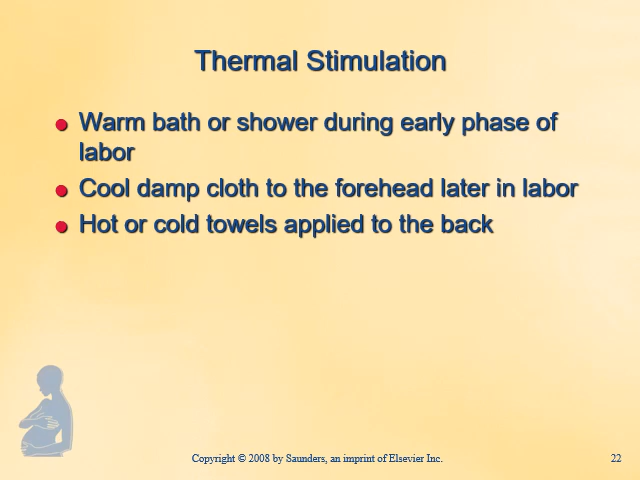 Thermal Stimulation
Warm bath or shower during early phase of
labor
Cool damp cloth to the forehead later in labor
Hot or cold towels applied to the back
Copyright © 2008 by Saunders, an imprint of Elsevier Inc.
22